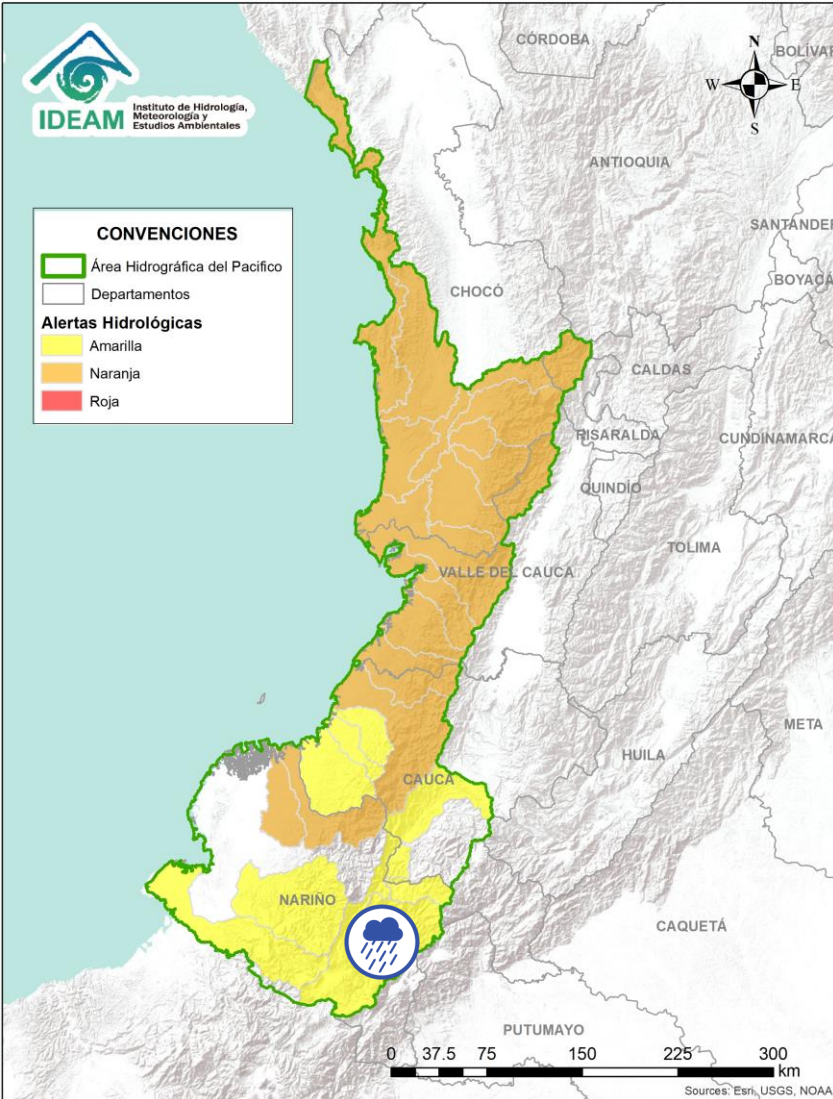 IDEAM
Instituto de Hidrología,
Meteorología y
Estudios Ambientales
CONVENCIONES
Área Hidrográfica del Pacifico
Departamentos
Alertas Hidrológicas
Amarilla
Naranja
Roja
N
W
E
S
CÓRDOBA
BOLÍVAR
ANTIOQUIA
SANTANDER
BOYACÁ
CHOCÓ
CALDAS
RISARALDA
CUNDINAMARCA
QUINDÍO
TOLIMA
VALLE DEL CAUCA
META
HUILA
CAUCA
NARIÑO
CAQUETÁ
PUTUMAYO
0 37.5 75 150 225 300
km
Sources: Esri, USGS, NOAA